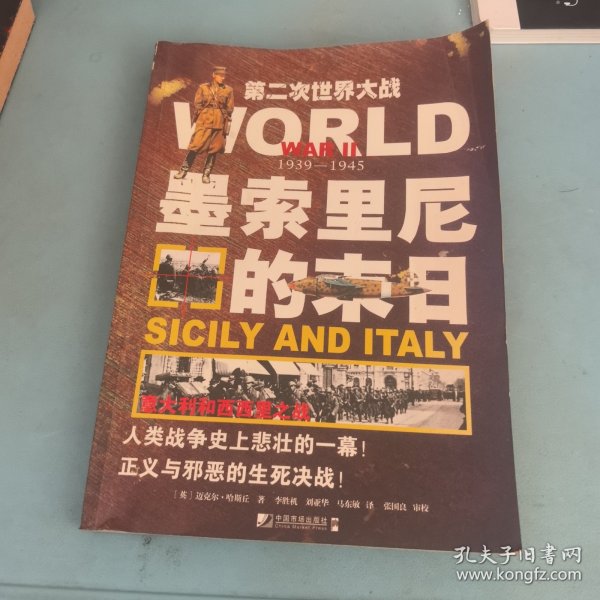 第二次世界大战
WORLD
WAR II
1939—1945
墨索里尼
的末日
SICILY AND ITALY
意大利和西西里之战
人类战争史上悲壮的一幕！
正义与邪恶的生死决战！
［英］迈克尔·哈斯丘 著 李胜机 刘亚华 马东敏 译 张国良 审校
中国市场出版社
China Market Press
孔夫子旧书网
www.kongfz.com